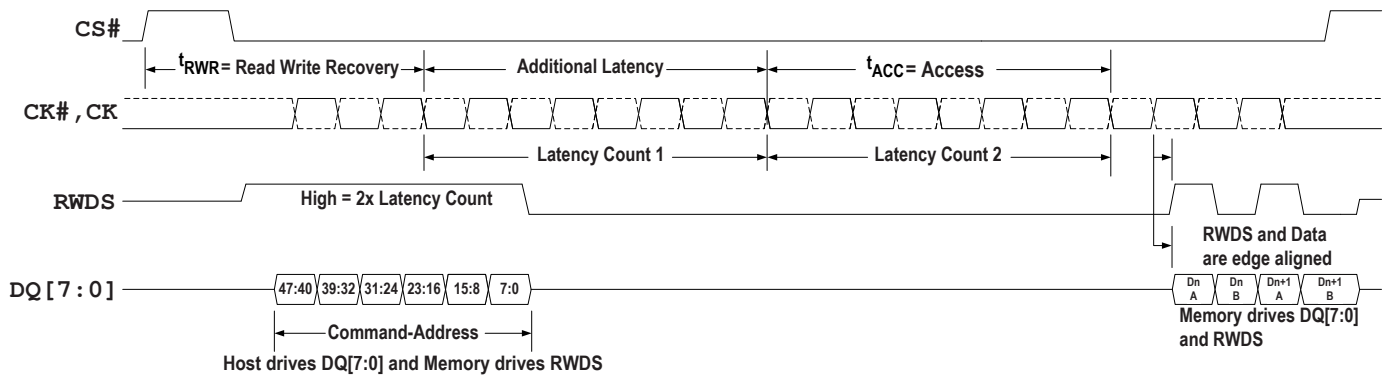 CS#
tRWR= Read Write Recovery
Additional Latency
tACC= Access
CK#,CK
Latency Count 1
Latency Count 2
RWDS
High = 2x Latency Count
RWDS and Data
are edge aligned
DQ[7:0]
47:40 39:32 31:24 23:16 15:8 7:0
Dn A Dn B Dn+1 A Dn+1 B
Command-Address
Memory drives DQ[7:0]
and RWDS
Host drives DQ[7:0] and Memory drives RWDS